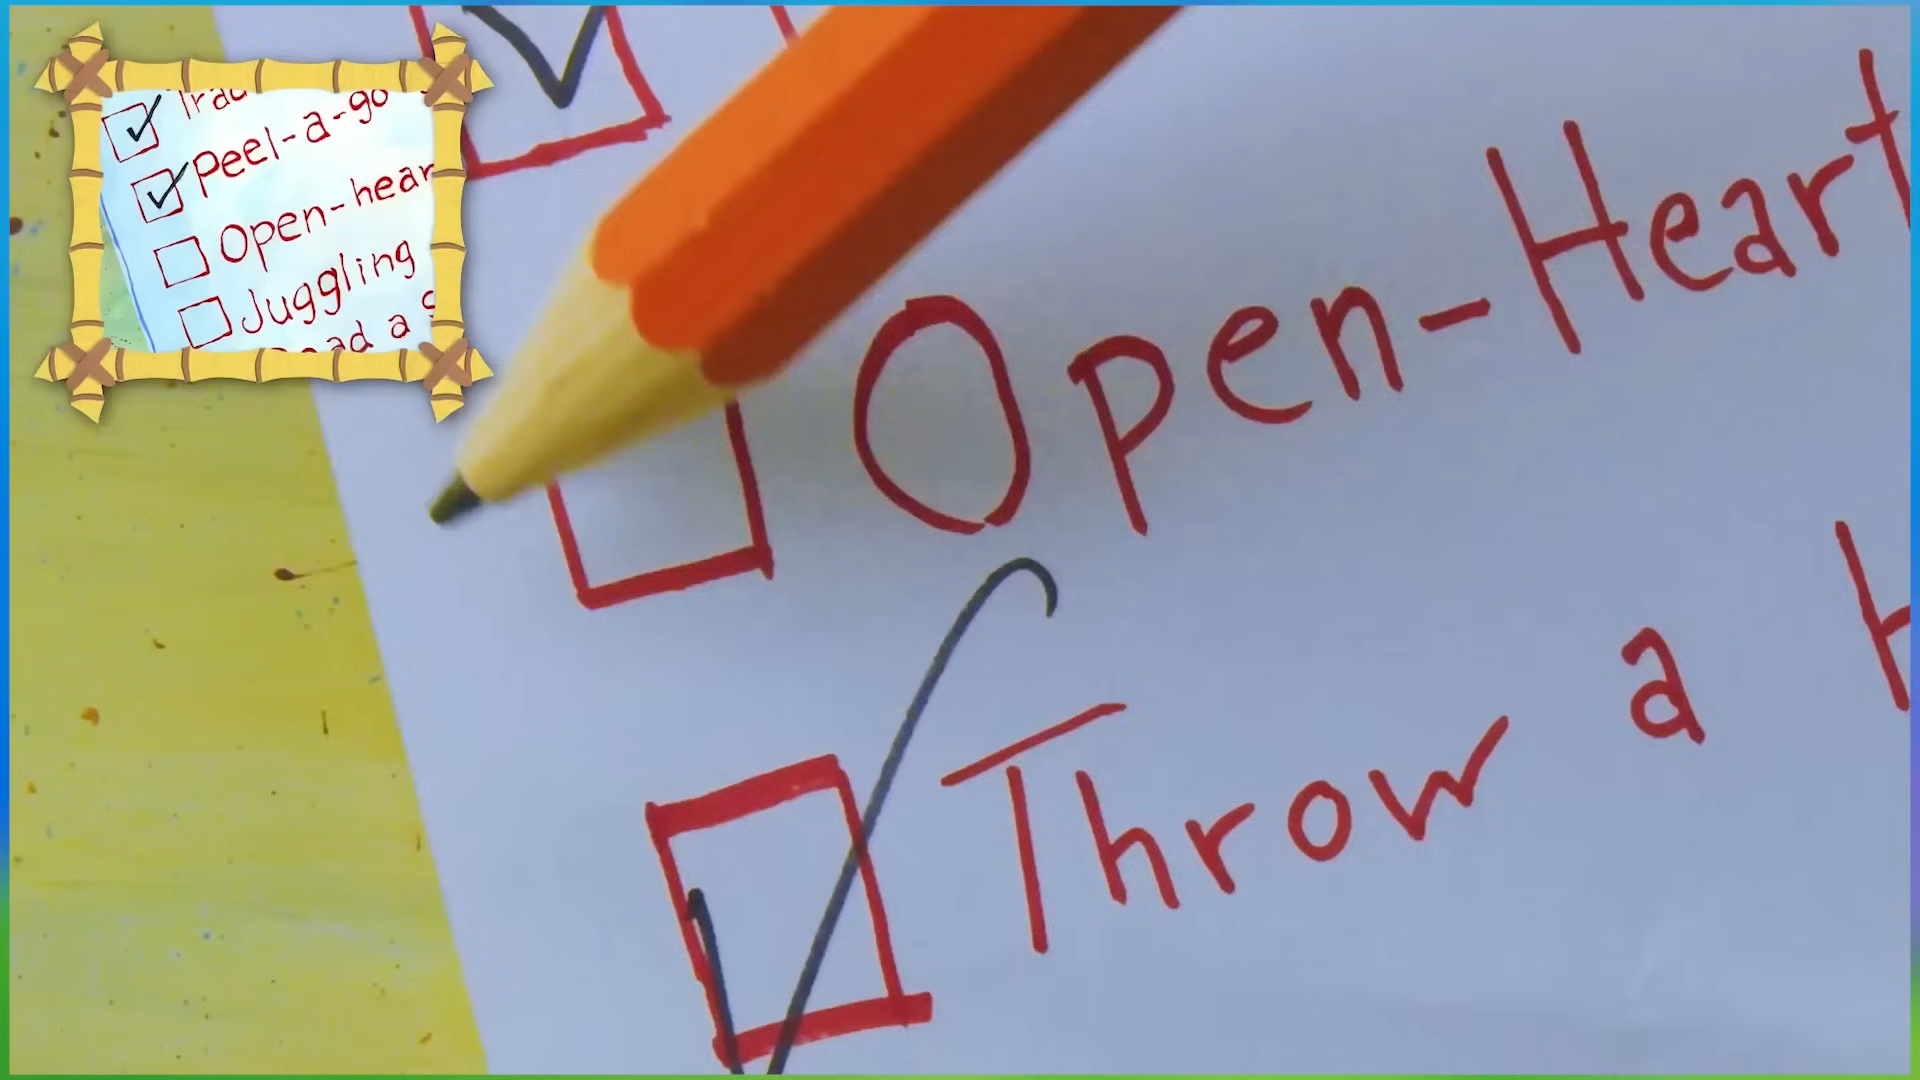 Peel-a-go
Open-hear
Juggling
a
Open-Heart
Throw a